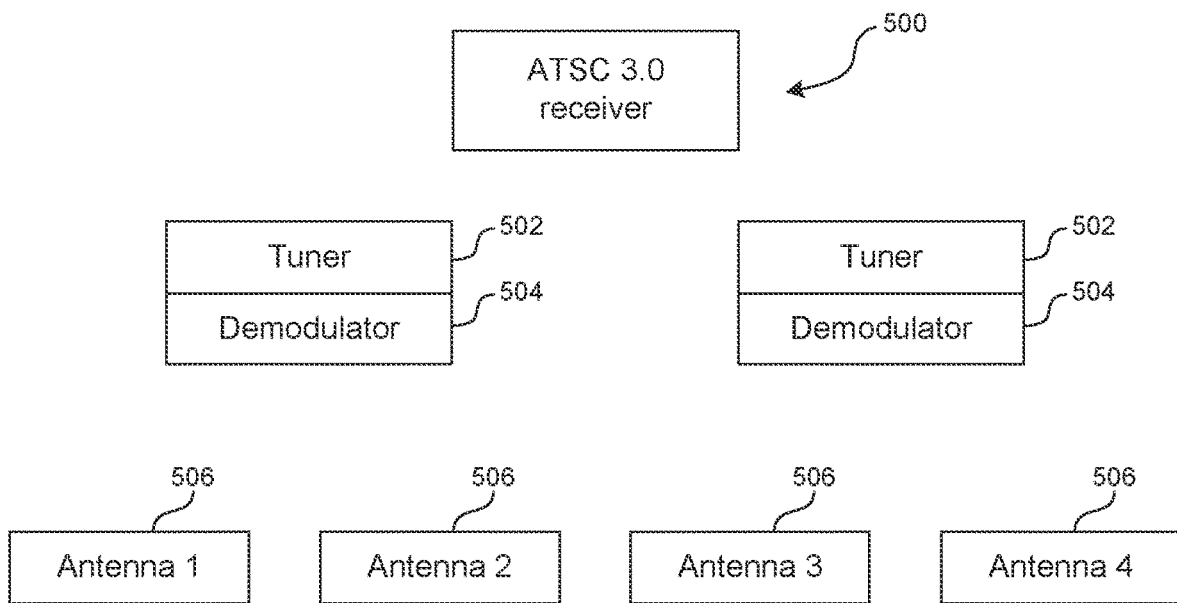 500
ATSC 3.0
receiver
502
502
Tuner
Tuner
504
504
Demodulator
Demodulator
506
506
506
506
Antenna 1
Antenna 2
Antenna 3
Antenna 4